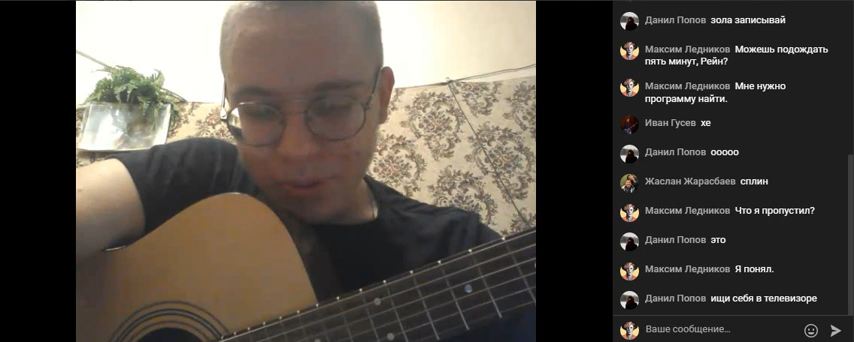 Данил Попов зола записывай
Максим Ледников Можешь подождать
пять минут, Рейн?
Максим Ледников Мне нужно
программу найти.
Иван Гусев хе
Данил Попов ооооо
Жаслан Жарасбаев сплин
Максим Ледников Что я пропустил?
Данил Попов это
Максим Ледников Я понял.
Данил Попов ищи себя в телевизоре
Ваше сообщение...